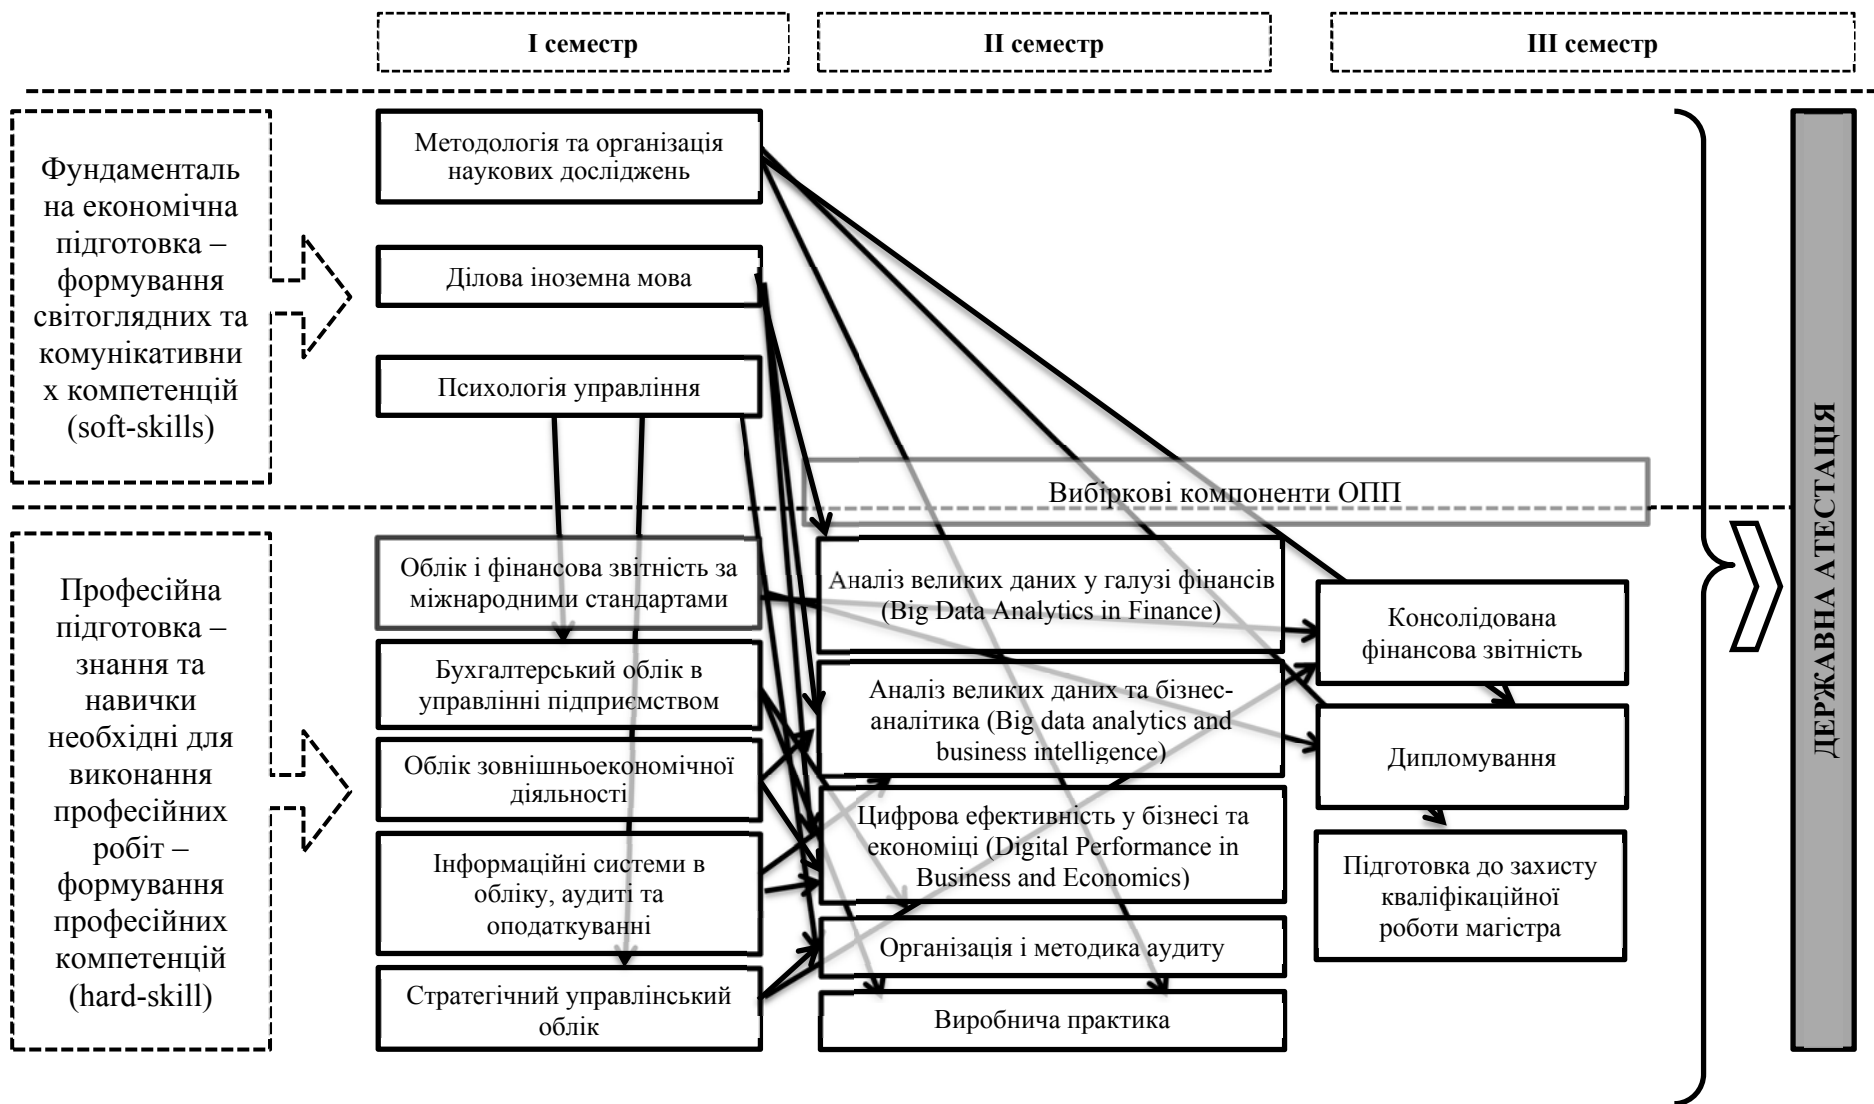 I семестр
II семестр
III семестр
Фундаменталь
на економічна
підготовка –
формування
світоглядних та
комунікативни
х компетенцій
(soft-skills)
Методологія та організація
наукових досліджень
Ділова іноземна мова
Психологія управління
Вибіркові компоненти ОПП
Професійна
підготовка –
знання та
навички
необхідні для
виконання
професійних
робіт –
формування
професійних
компетенцій
(hard-skill)
Облік і фінансова звітність за
міжнародними стандартами
Бухгалтерський облік в
управлінні підприємством
Облік зовнішньоекономічної
діяльності
Інформаційні системи в
обліку, аудиті та
оподаткуванні
Стратегічний управлінський
облік
Аналіз великих даних у галузі фінансів
(Big Data Analytics in Finance)
Аналіз великих даних та бізнес-
аналітика (Big data analytics and
business intelligence)
Цифрова ефективність у бізнесі та
економіці (Digital Performance in
Business and Economics)
Організація і методика аудиту
Виробнича практика
Консолідована
фінансова звітність
Дипломування
Підготовка до захисту
кваліфікаційної
роботи магістра
ДЕРЖАВНА АТЕСТАЦІЯ